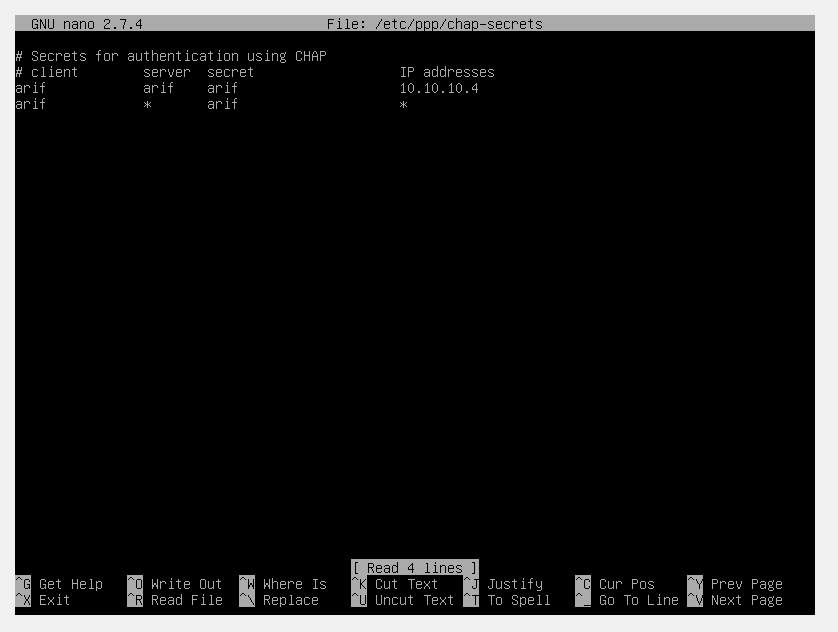 GNU nano 2.7.4 File: /etc/ppp/chap-secrets
# Secrets for authentication using CHAP
# client server secret IP addresses
arif arif arif 10.10.10.4
arif * arif *
[ Read 4 lines ]
^G Get Help ^O Write Out ^W Where Is ^K Cut Text ^J Justify ^C Cur Pos ^Y Prev Page
^X Exit ^R Read File ^\ Replace ^U Uncut Text ^T To Spell ^_ Go To Line ^V Next Page